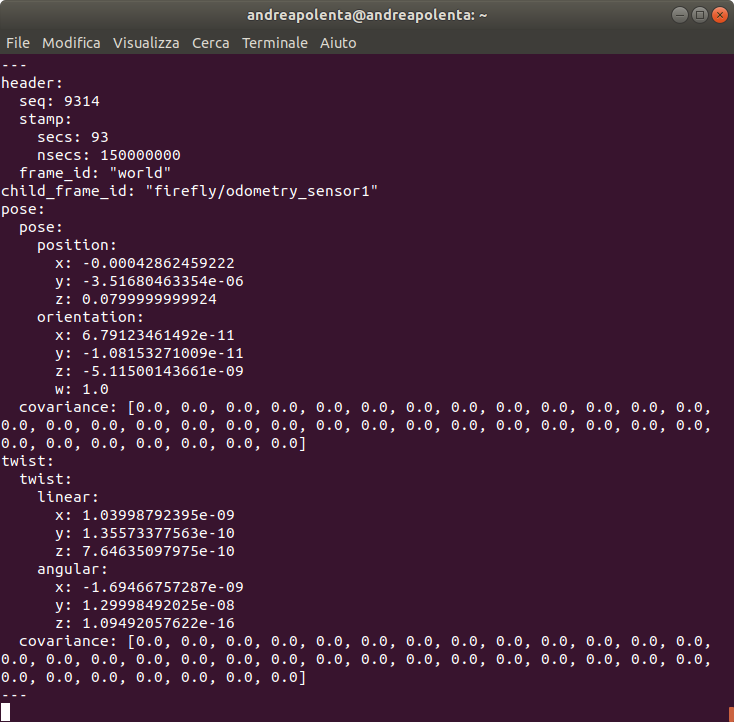 andreapolenta@andreapolenta: ~
File Modifica Visualizza Cerca Terminale Aiuto
---
header:
  seq: 9314
  stamp:
    secs: 93
    nsecs: 150000000
  frame_id: "world"
child_frame_id: "firefly/odometry_sensor1"
pose:
  pose:
    position:
      x: -0.00042862459222
      y: -3.51680463354e-06
      z: 0.0799999999924
    orientation:
      x: 6.79123461492e-11
      y: -1.08153271009e-11
      z: -5.11500143661e-09
      w: 1.0
  covariance: [0.0, 0.0, 0.0, 0.0, 0.0, 0.0, 0.0, 0.0, 0.0, 0.0, 0.0, 0.0, 0.0,
0.0, 0.0, 0.0, 0.0, 0.0, 0.0, 0.0, 0.0, 0.0, 0.0, 0.0, 0.0, 0.0, 0.0, 0.0, 0.0,
0.0, 0.0, 0.0, 0.0, 0.0, 0.0, 0.0]
twist:
  twist:
    linear:
      x: 1.03998792395e-09
      y: 1.35573377563e-10
      z: 7.64635097975e-10
    angular:
      x: -1.69466757287e-09
      y: 1.29998492025e-08
      z: 1.09492057622e-16
  covariance: [0.0, 0.0, 0.0, 0.0, 0.0, 0.0, 0.0, 0.0, 0.0, 0.0, 0.0, 0.0, 0.0,
0.0, 0.0, 0.0, 0.0, 0.0, 0.0, 0.0, 0.0, 0.0, 0.0, 0.0, 0.0, 0.0, 0.0, 0.0, 0.0,
0.0, 0.0, 0.0, 0.0, 0.0, 0.0, 0.0]
---